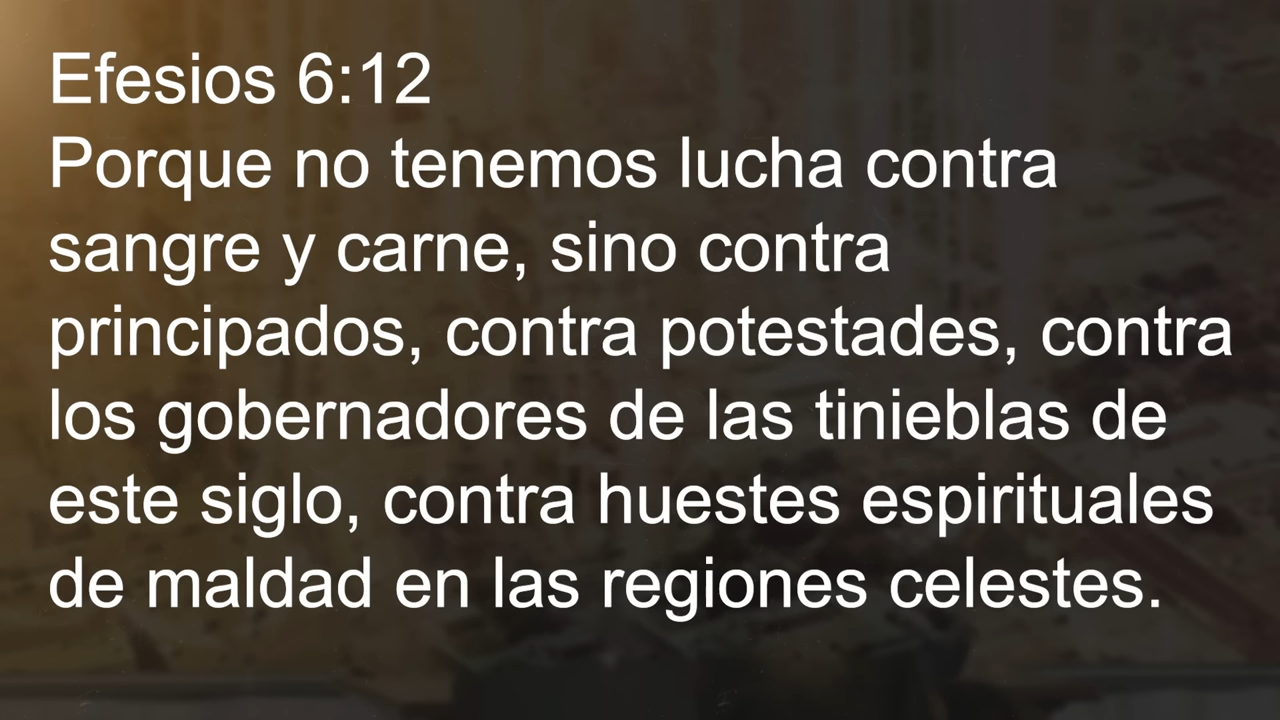 Efesios 6:12
Porque no tenemos lucha contra
sangre y carne, sino contra
principados, contra potestades, contra
los gobernadores de las tinieblas de
este siglo, contra huestes espirituales
de maldad en las regiones celestes.